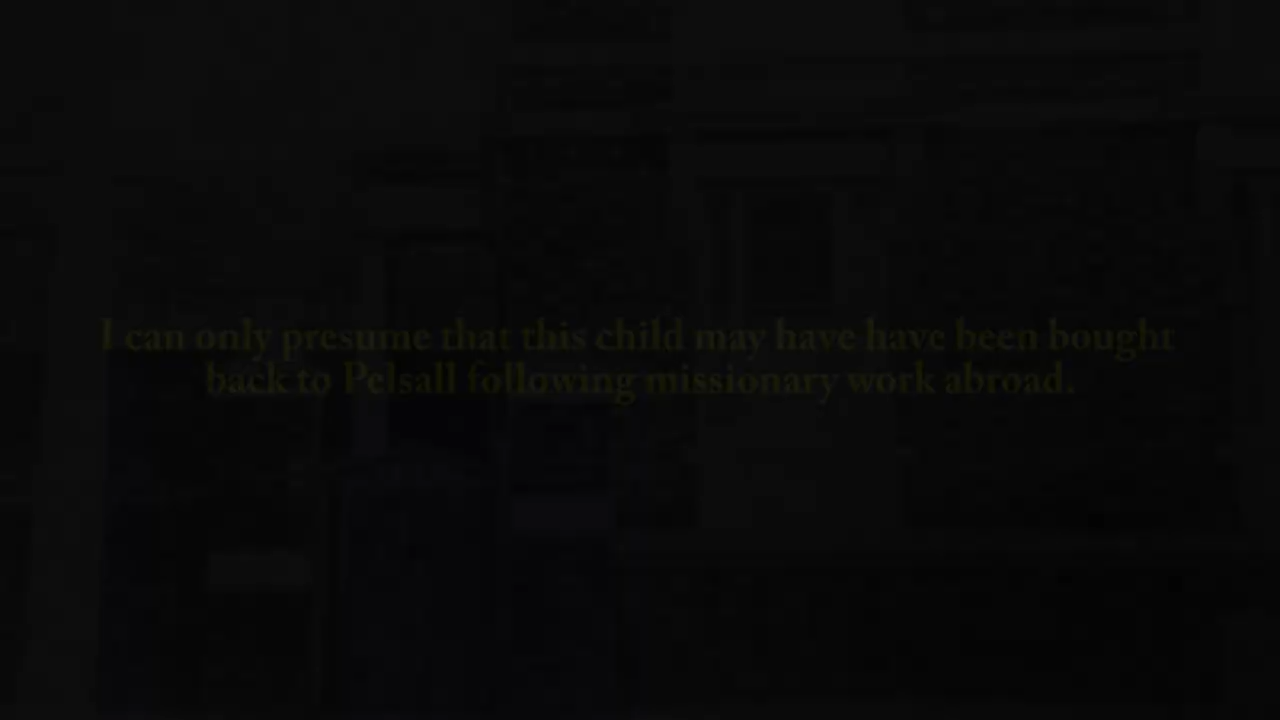 I can only presume that this child may have have been bought
back to Pelsall following missionary work abroad.